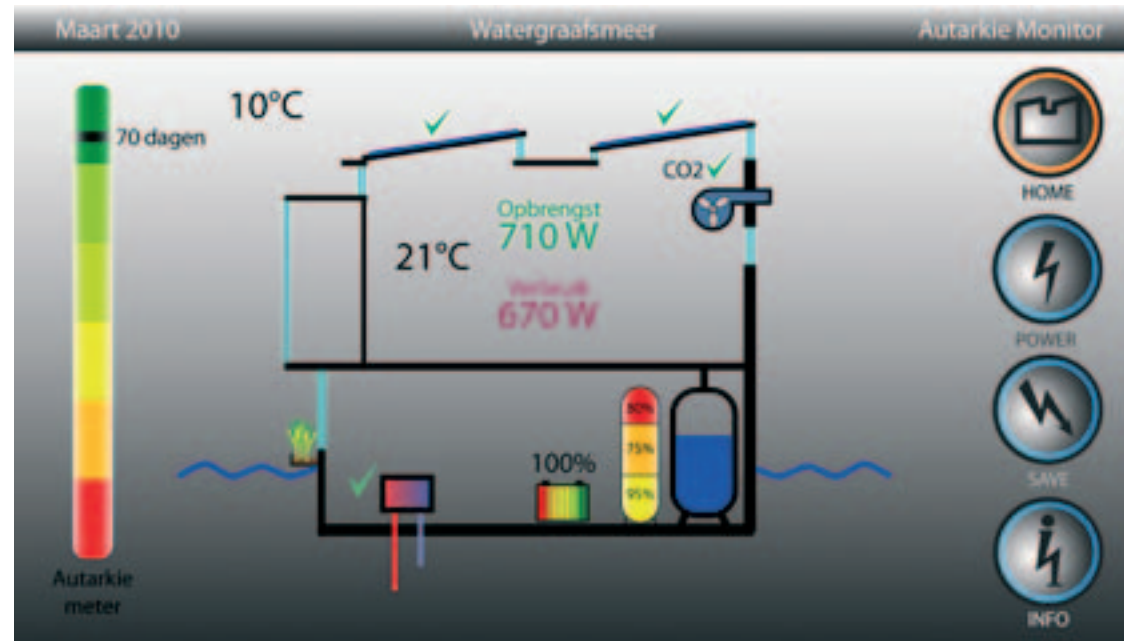 Maart 2010
Watergraafsmeer
Autarkie Monitor
10°C
70 dagen
CO2
HOME
Opbrengst
710 W
21°C
Verbruik
670 W
POWER
80%
75%
100%
95%
SAVE
Autarkie
meter
INFO